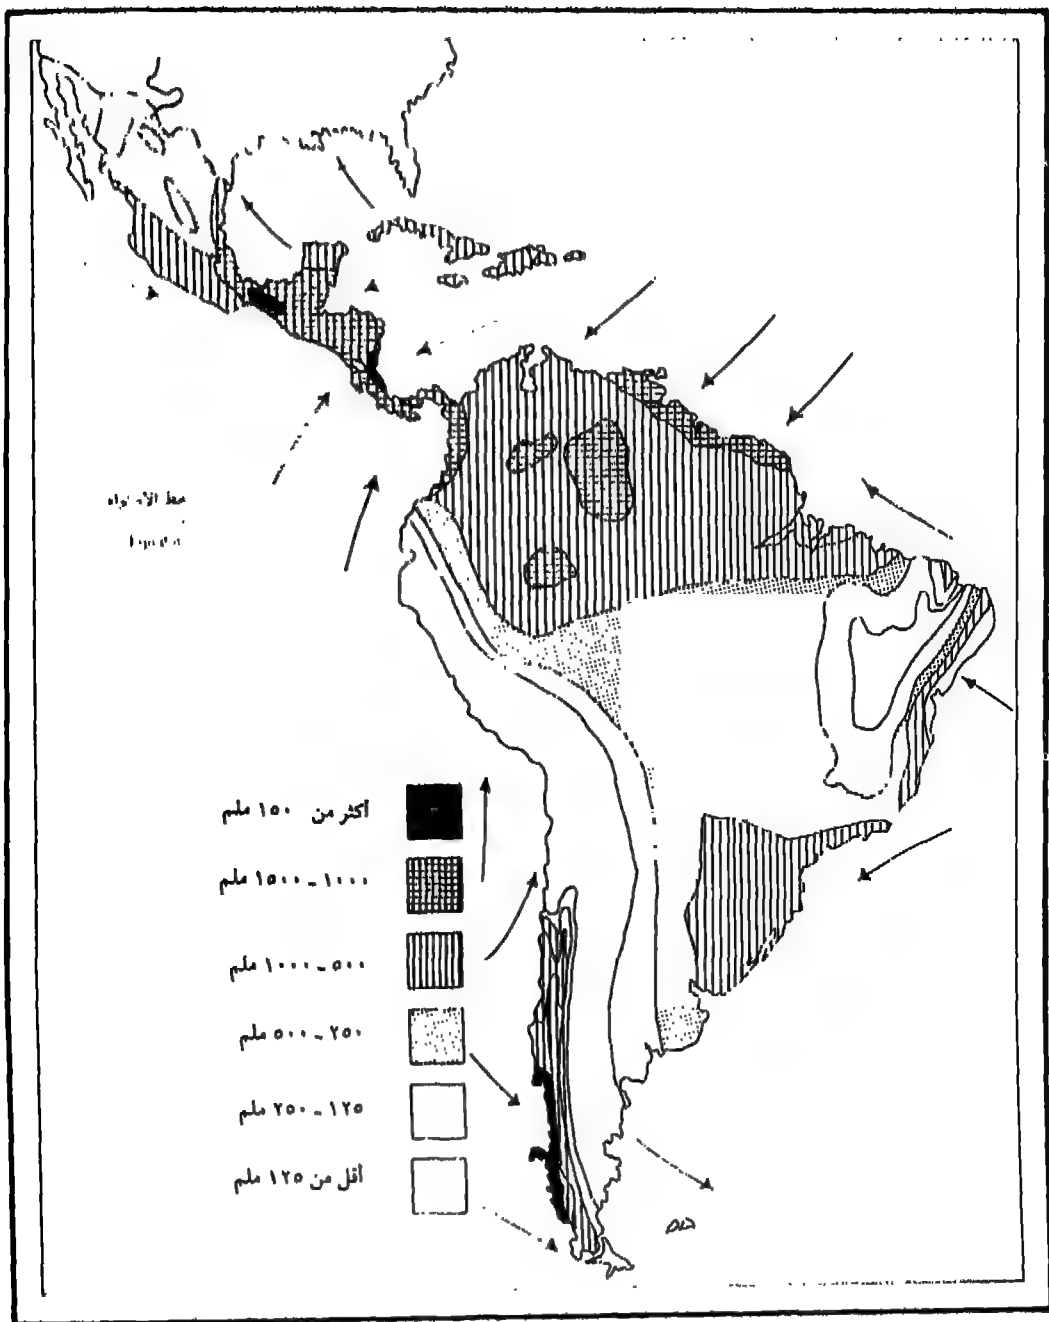 خط
أكثر من ١٥٠ ملم
١٠٠٠ - ١٥٠٠ ملم
٥٠٠ - ١٠٠٠ ملم
٢٥٠ - ٥٠٠ ملم
١٢٥ - ٢٥٠ ملم
أقل من ١٢٥ ملم